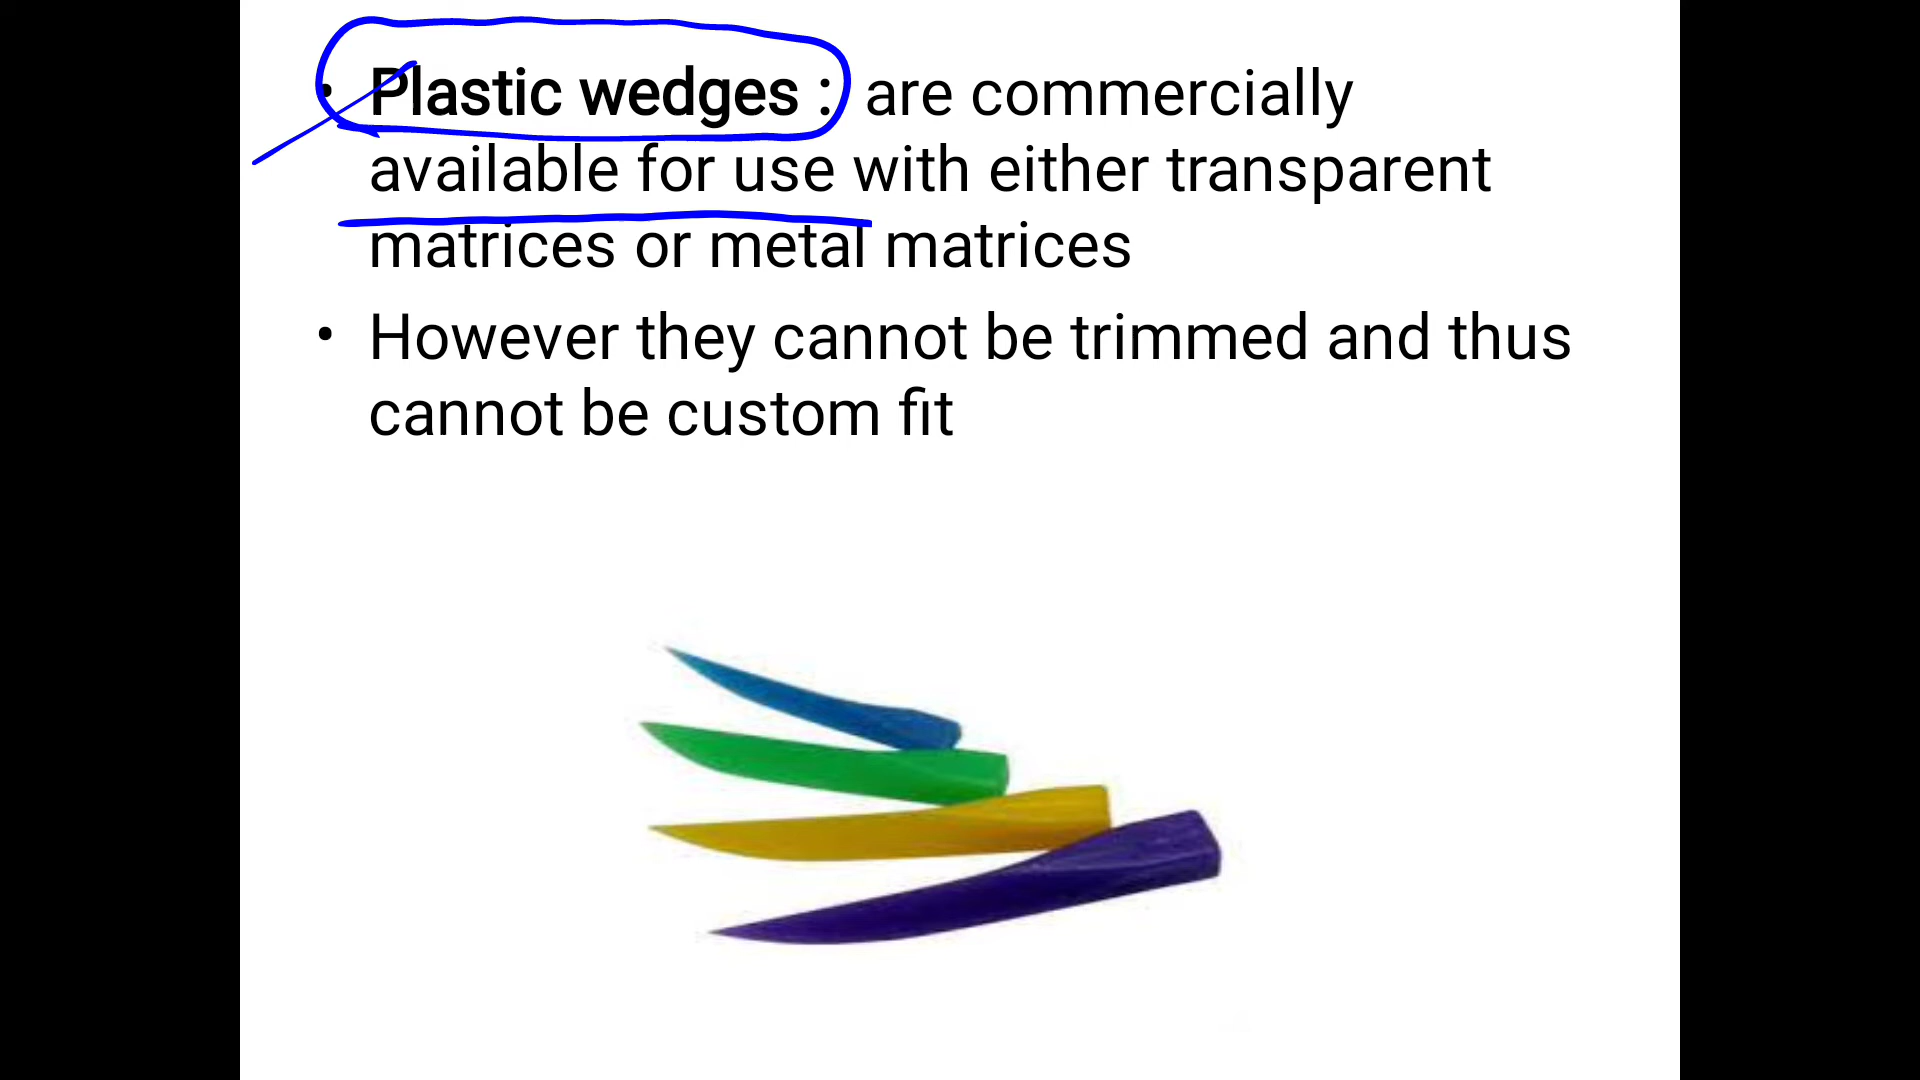 • Plastic wedges : are commercially
available for use with either transparent
matrices or metal matrices
• However they cannot be trimmed and thus
cannot be custom fit